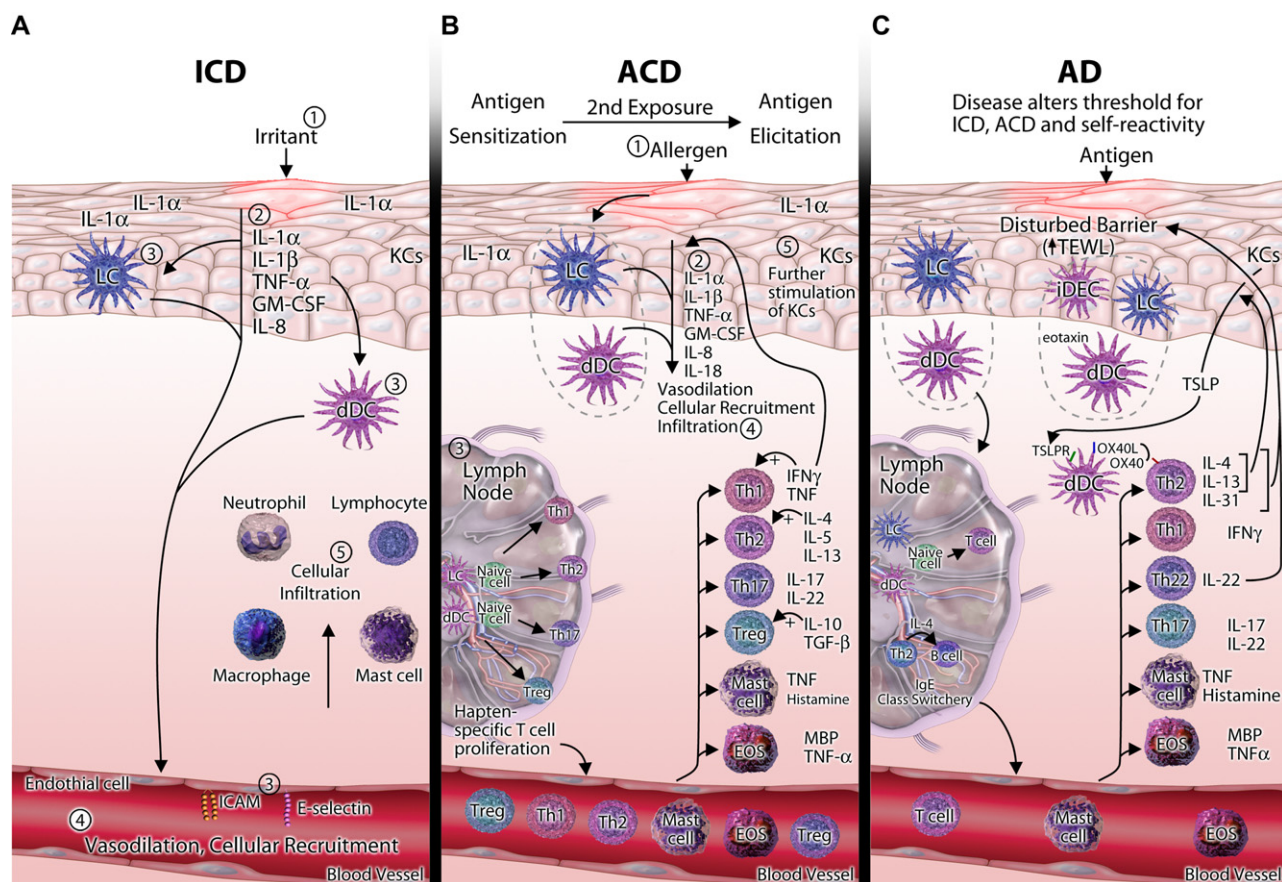 A
ICD
①
Irritant
IL-1α
IL-1α
IL-1α
IL-1α
②
IL-1α
IL-1β
TNF-α
GM-CSF
IL-8
③
LC
KCs
③
dDC
Neutrophil
Lymphocyte
⑤
Cellular
Infiltration
Macrophage
Mast cell
Endothial cell
③
ICAM
E-selectin
④
Vasodilation, Cellular Recruitment
Blood Vessel
B
ACD
Antigen
Sensitization
2nd Exposure
Antigen
Elicitation
①Allergen
IL-1α
IL-1α
LC
dDC
②
IL-1α
IL-1β
TNF-α
GM-CSF
IL-8
IL-18
Vasodilation
Cellular Recruitment
Infiltration④
⑤
KCs
Further
stimulation
of KCs
③
Lymph
Node
Th1
LC
Naive
T cell
Th2
dDC
Naive
T cell
Th17
Treg
Hapten-
specific T cell
proliferation
+
Th1
IFNγ
TNF
+
Th2
IL-4
IL-5
IL-13
Th17
IL-17
IL-22
+
Treg
IL-10
TGF-β
Mast
cell
TNF
Histamine
EOS
MBP
TNF-α
Treg
Th1
Th2
Mast
cell
EOS
Treg
Blood Vessel
C
AD
Disease alters threshold for
ICD, ACD and self-reactivity
Antigen
Disturbed Barrier
(↑TEWL)
LC
iDEC
LC
KCs
dDC
eotaxin
dDC
TSLP
TSLPR
OX40L
OX40
dDC
Th2
IL-4
IL-13
IL-31
Th1
IFNγ
Th22
IL-22
Th17
IL-17
IL-22
Mast
cell
TNF
Histamine
EOS
MBP
TNFα
Lymph
Node
LC
Naive
T cell
T cell
dDC
IL-4
Th2
B cell
IgE
Class Switchery
T cell
Mast
cell
EOS
Blood Vessel